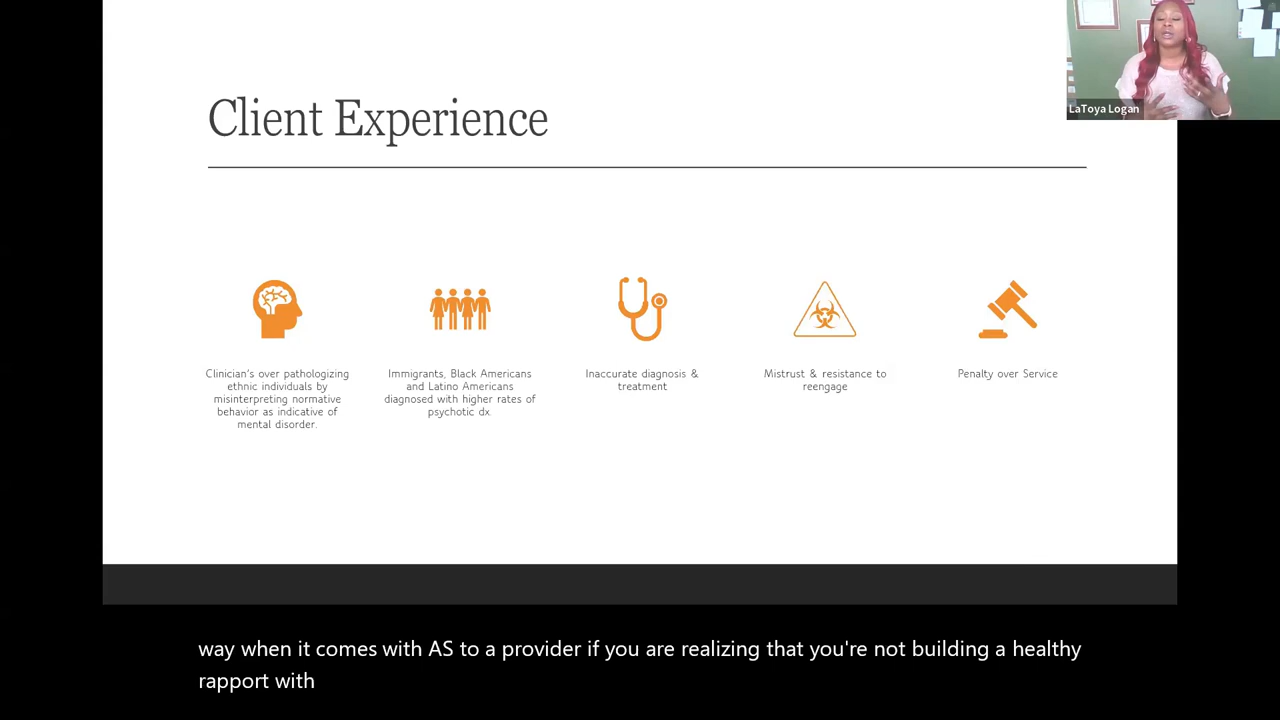 LaToya Logan
Client Experience
Clinician's over pathologizing
ethnic individuals by
misinterpreting normative
behavior as indicative of
mental disorder.
Immigrants, Black Americans
and Latino Americans
diagnosed with higher rates of
psychotic dx.
Inaccurate diagnosis &
treatment
Mistrust & resistance to
reengage
Penalty over Service
way when it comes with AS to a provider if you are realizing that you're not building a healthy
rapport with